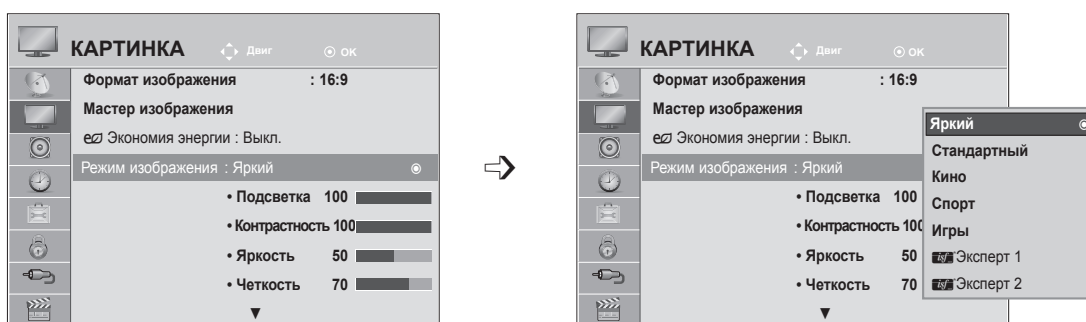 КАРТИНКА Двиг ОК
Формат изображения : 16:9
Мастер изображения
Экономия энергии : Выкл.
Режим изображения : Яркий
• Подсветка 100
• Контрастность 100
• Яркость 50
• Четкость 70
КАРТИНКА Двиг ОК
Формат изображения : 16:9
Мастер изображения
Экономия энергии : Выкл.
Режим изображения : Яркий
• Подсветка 100
• Контрастность 100
• Яркость 50
• Четкость 70
Яркий
Стандартный
Кино
Спорт
Игры
isf Эксперт 1
isf Эксперт 2